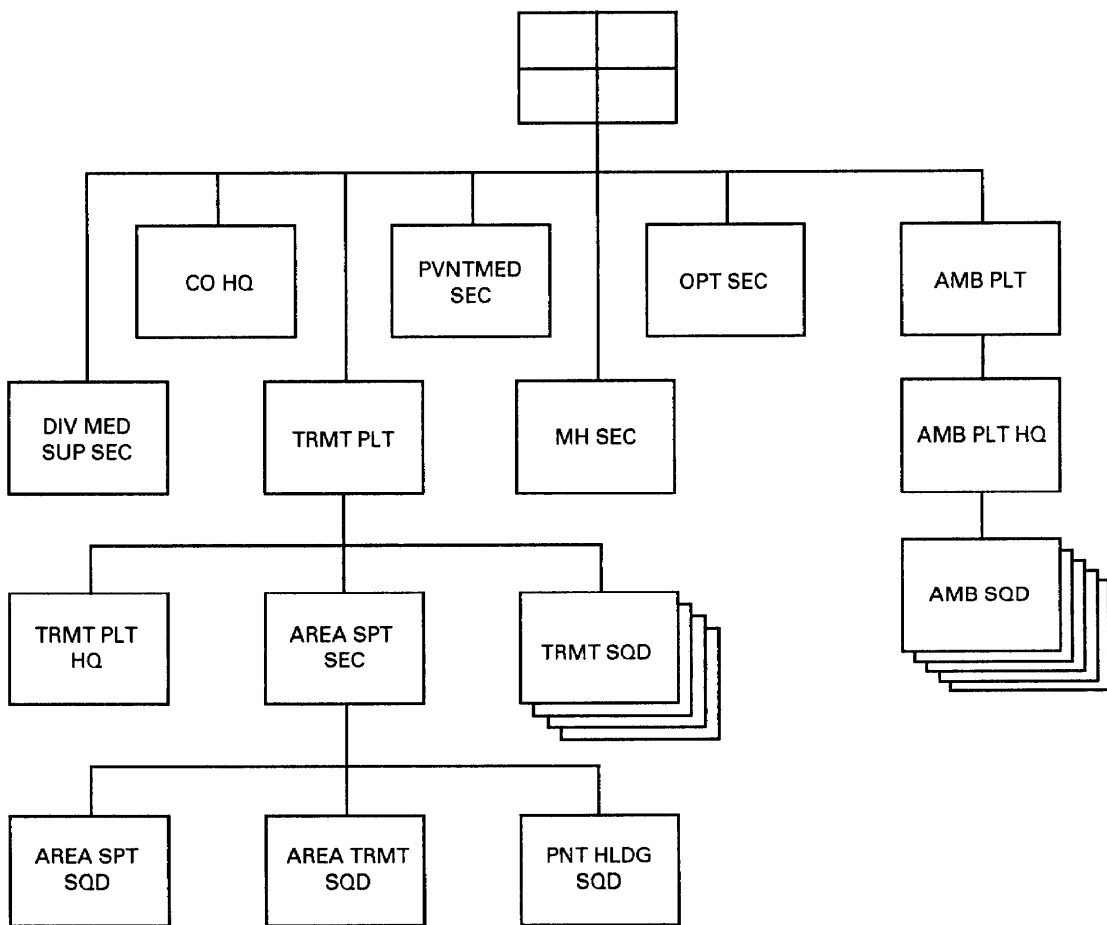 CO HQ
PVNTMED
SEC
OPT SEC
AMB PLT
DIV MED
SUP SEC
TRMT PLT
MH SEC
AMB PLT HQ
TRMT PLT
HQ
AREA SPT
SEC
TRMT SQD
AMB SQD
AREA SPT
SQD
AREA TRMT
SQD
PNT HLDG
SQD